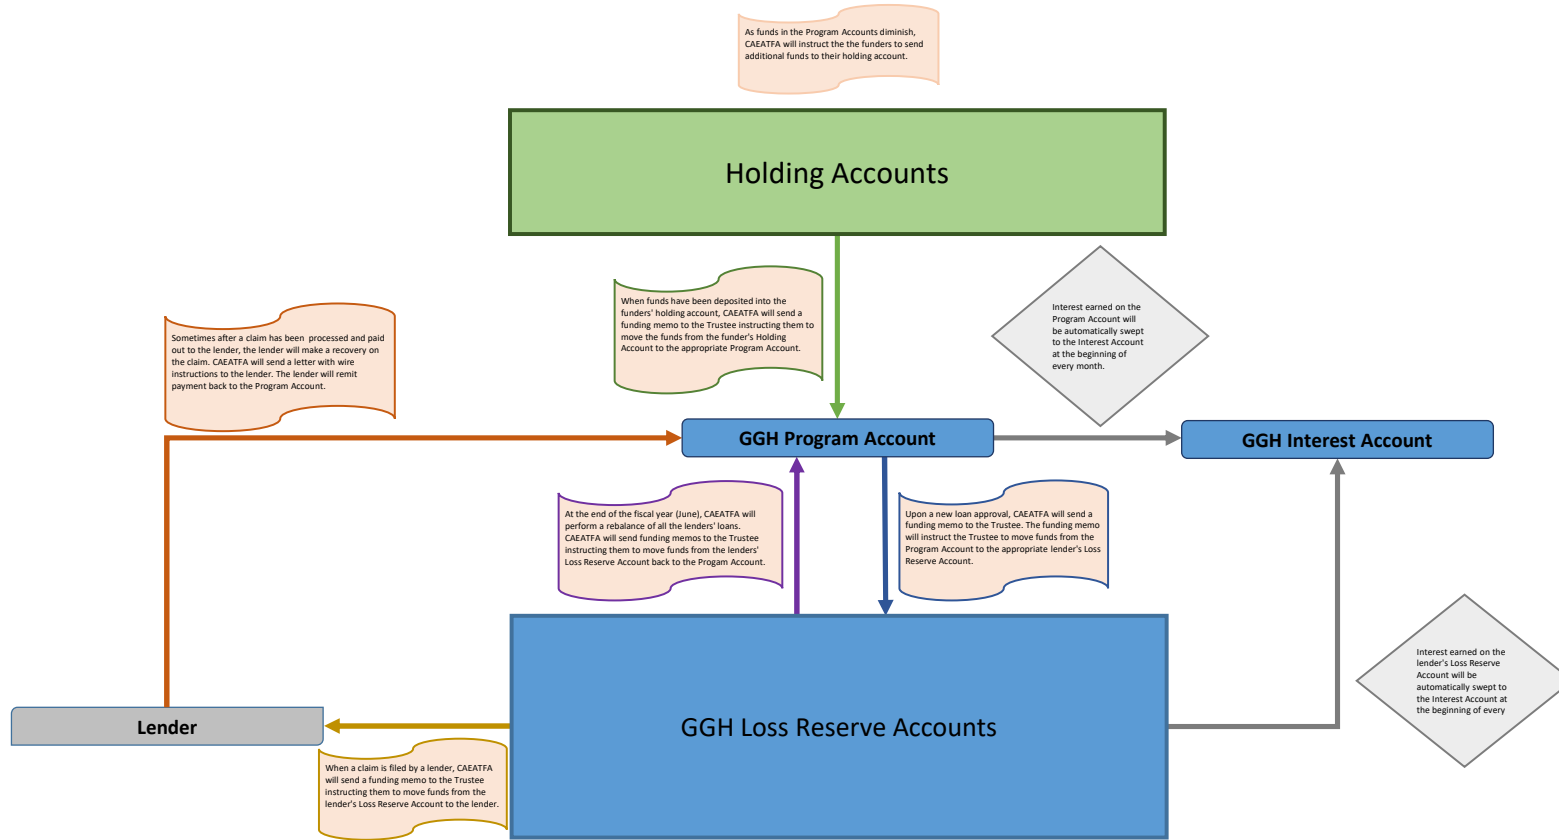 As funds in the Program Accounts diminish,
CAEATFA will instruct the the funders to send
additional funds to their holding account.
Holding Accounts
When funds have been deposited into the
funders' holding account, CAEATFA will send a
funding memo to the Trustee instructing them to
move the funds from the funder's Holding
Account to the appropriate Program Account.
Interest earned on the
Program Account will
be automatically swept
to the Interest Account
at the beginning of
every month.
Sometimes after a claim has been  processed and paid
out to the lender, the lender will make a recovery on
the claim. CAEATFA will send a letter with wire
instructions to the lender. The lender will remit
payment back to the Program Account.
GGH Program Account
GGH Interest Account
At the end of the fiscal year (June), CAEATFA will
perform a rebalance of all the lenders' loans.
CAEATFA will send funding memos to the Trustee
instructing them to move funds from the lenders'
Loss Reserve Account back to the Progam Account.
Upon a new loan approval, CAEATFA will send a
funding memo to the Trustee. The funding memo
will instruct the Trustee to move funds from the
Program Account to the appropriate lender's Loss
Reserve Account.
Interest earned on the
lender's Loss Reserve
Account will be
automatically swept to
the Interest Account at
the beginning of every
Lender
GGH Loss Reserve Accounts
When a claim is filed by a lender, CAEATFA
will send a funding memo to the Trustee
instructing them to move funds from the
lender's Loss Reserve Account to the lender.